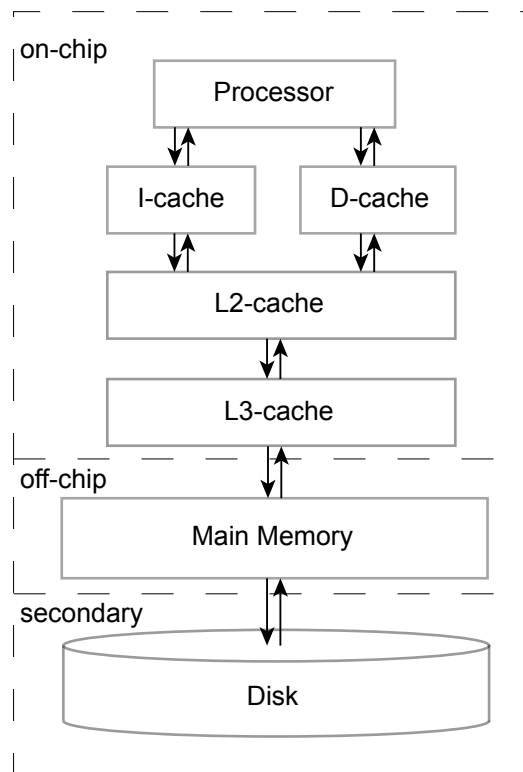 on-chip
Processor
I-cache
D-cache
L2-cache
L3-cache
off-chip
Main Memory
secondary
Disk